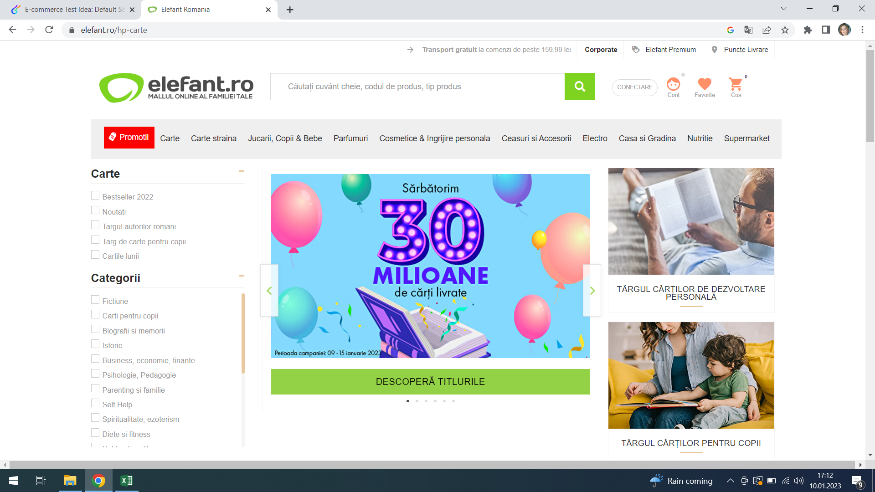 E-commerce Test Idea: Default So
Elefant Romania
elefant.ro/hp-carte
Transport gratuit la comenzi de peste 159.99 lei
Corporate
Elefant Premium
Puncte Livrare
elefant.ro
MALLUL ONLINE AL FAMILIEI TALE
Căutați cuvânt cheie, codul de produs, tip produs
CONECTARE
Cont
Favorite
0
Cos
Promotii
Carte
Carte straina
Jucarii, Copii & Bebe
Parfumuri
Cosmetice & Ingrijire personala
Ceasuri si Accesorii
Electro
Casa si Gradina
Nutritie
Supermarket
Carte
Bestseller 2022
Noutati
Targul autorilor romani
Targ de carte pentru copii
Cartile lunii
Categorii
Fictiune
Carti pentru copii
Biografii si memorii
Istorie
Business, economie, finante
Psihologie, Pedagogie
Parenting si familie
Self Help
Spiritualitate, ezoterism
Diete si fitness
Sărbătorim
30
MILIOANE
de cărți livrate
Perioada campaniei: 09 - 15 ianuarie 2023
DESCOPERĂ TITLURILE
TÂRGUL CĂRȚILOR DE DEZVOLTARE
PERSONALĂ
TÂRGUL CĂRȚILOR PENTRU COPII
Rain coming
17:12
10.01.2023
9